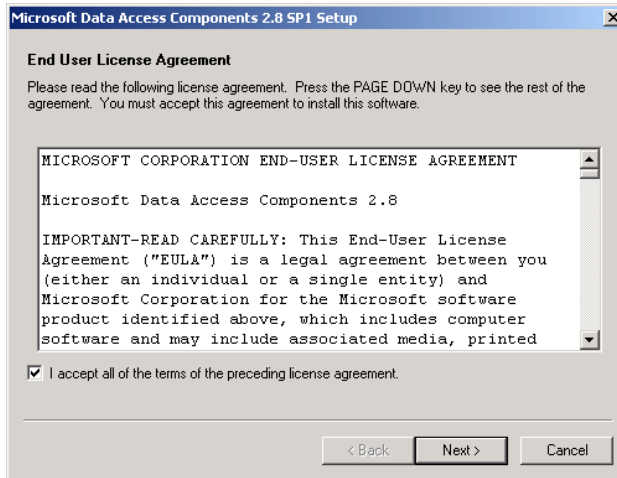 Microsoft Data Access Components 2.8 SP1 Setup
End User License Agreement
Please read the following license agreement. Press the PAGE DOWN key to see the rest of the
agreement. You must accept this agreement to install this software.
MICROSOFT CORPORATION END-USER LICENSE AGREEMENT
Microsoft Data Access Components 2.8
IMPORTANT-READ CAREFULLY: This End-User License
Agreement ("EULA") is a legal agreement between you
(either an individual or a single entity) and
Microsoft Corporation for the Microsoft software
product identified above, which includes computer
software and may include associated media, printed
I accept all of the terms of the preceding license agreement.
< Back Next > Cancel